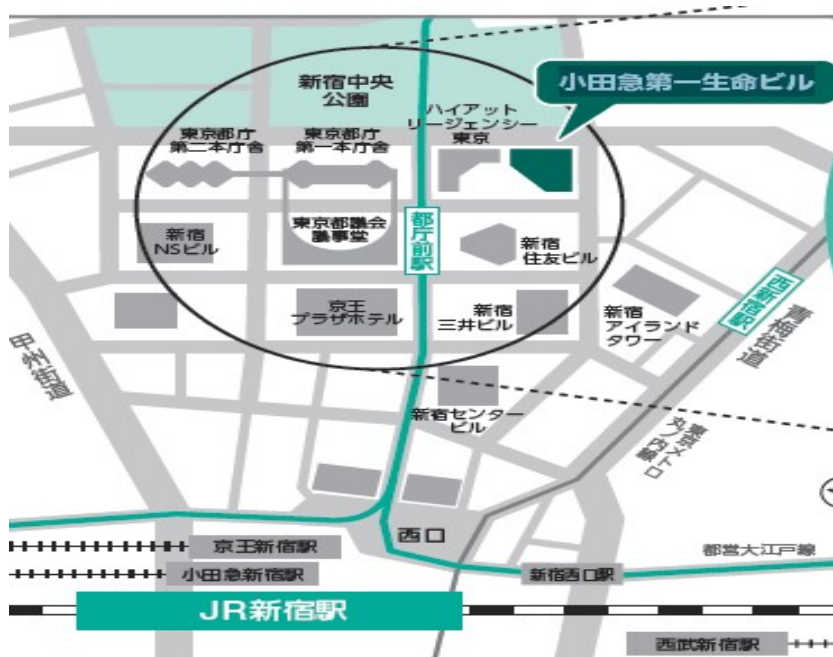 新宿中央
公園
小田急第一生命ビル
東京都庁
第二本庁舎
東京都庁
第一本庁舎
ハイアット
リージェンシー
東京
新宿
NSビル
東京都議会
議事堂
都庁前駅
新宿
住友ビル
京王
プラザホテル
新宿
三井ビル
新宿
アイランド
タワー
西新宿駅
青梅街道
甲州街道
新宿センター
ビル
東京メトロ
丸ノ内線
西口
京王新宿駅
都営大江戸線
小田急新宿駅
新宿西口駅
JR新宿駅
西武新宿駅